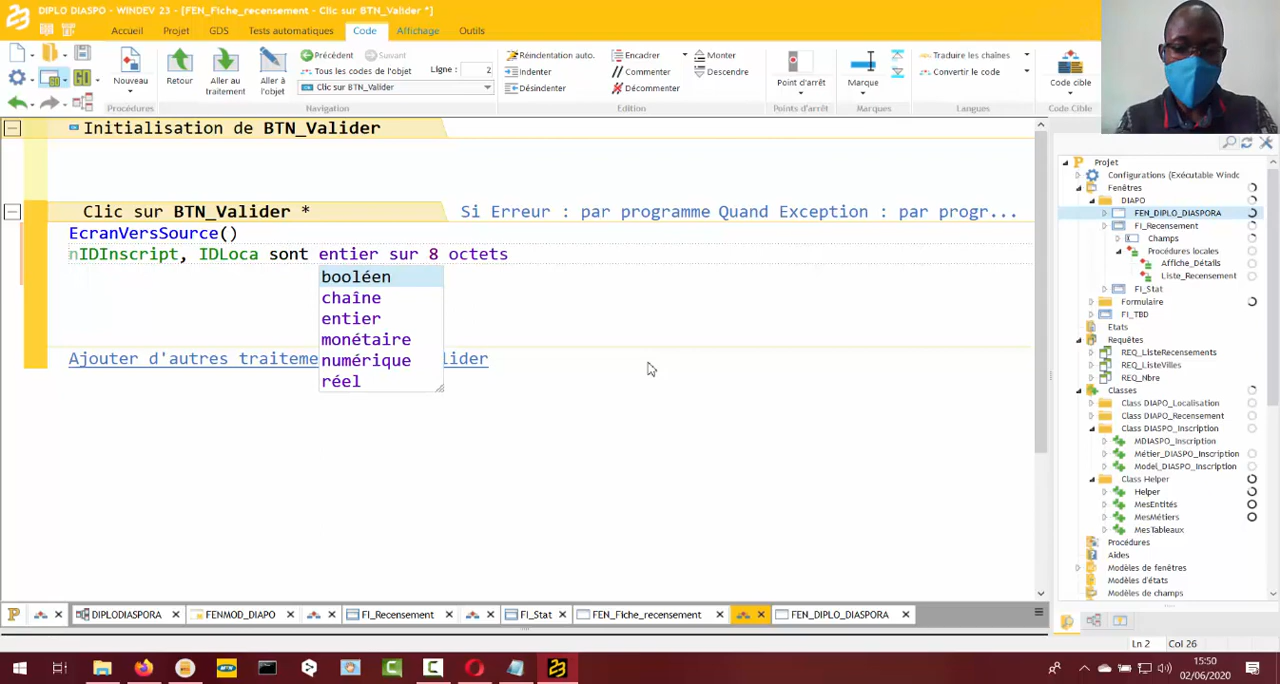 DIPLO DIASPO - WINDEV 23 - [FEN_Fiche_recensement - Clic sur BTN_Valider *]
Accueil Projet GDS Tests automatiques Code Affichage Outils
Nouveau
Procédures
Retour
Aller au traitement
Aller à l'objet
Précédent Suivant
Tous les codes de l'objet
Clic sur BTN_Valider
Ligne : 2
Navigation
Réindentation auto.
Indenter
Désindenter
Encadrer
Commenter
Décommenter
Monter
Descendre
Edition
Point d'arrêt
Points d'arrêt
Marque
Marques
Traduire les chaînes
Convertir le code
Langues
Code cible
Code Cible
Initialisation de BTN_Valider
Clic sur BTN_Valider * Si Erreur : par programme Quand Exception : par progr...
EcranVersSource()
nIDInscript, IDLoca sont entier sur 8 octets
booléen
chaîne
entier
monétaire
numérique
réel
Ajouter d'autres traiteme lider
Projet
Configurations (Exécutable Windc
Fenêtres
DIAPO
FEN_DIPLO_DIASPORA
FI_Recensement
Champs
Procédures locales
Affiche_Détails
Liste_Recensement
FI_Stat
Formulaire
FI_TBD
Etats
Requêtes
REQ_ListeRecensements
REQ_ListeVilles
REQ_Nbre
Classes
Class DIAPO_Localisation
Class DIAPO_Recensement
Class DIASPO_Inscription
MDIASPO_Inscription
Métier_DIASPO_Inscription
Model_DIASPO_Inscription
Class Helper
Helper
MesEntités
MesMétiers
MesTableaux
Procédures
Aides
Modèles de fenêtres
Modèles d'états
Modèles de champs
DIPLODIASPORA FENMOD_DIAPO FI_Recensement FI_Stat FEN_Fiche_recensement FEN_DIPLO_DIASPORA
Ln 2 Col 26
15:50
02/06/2020